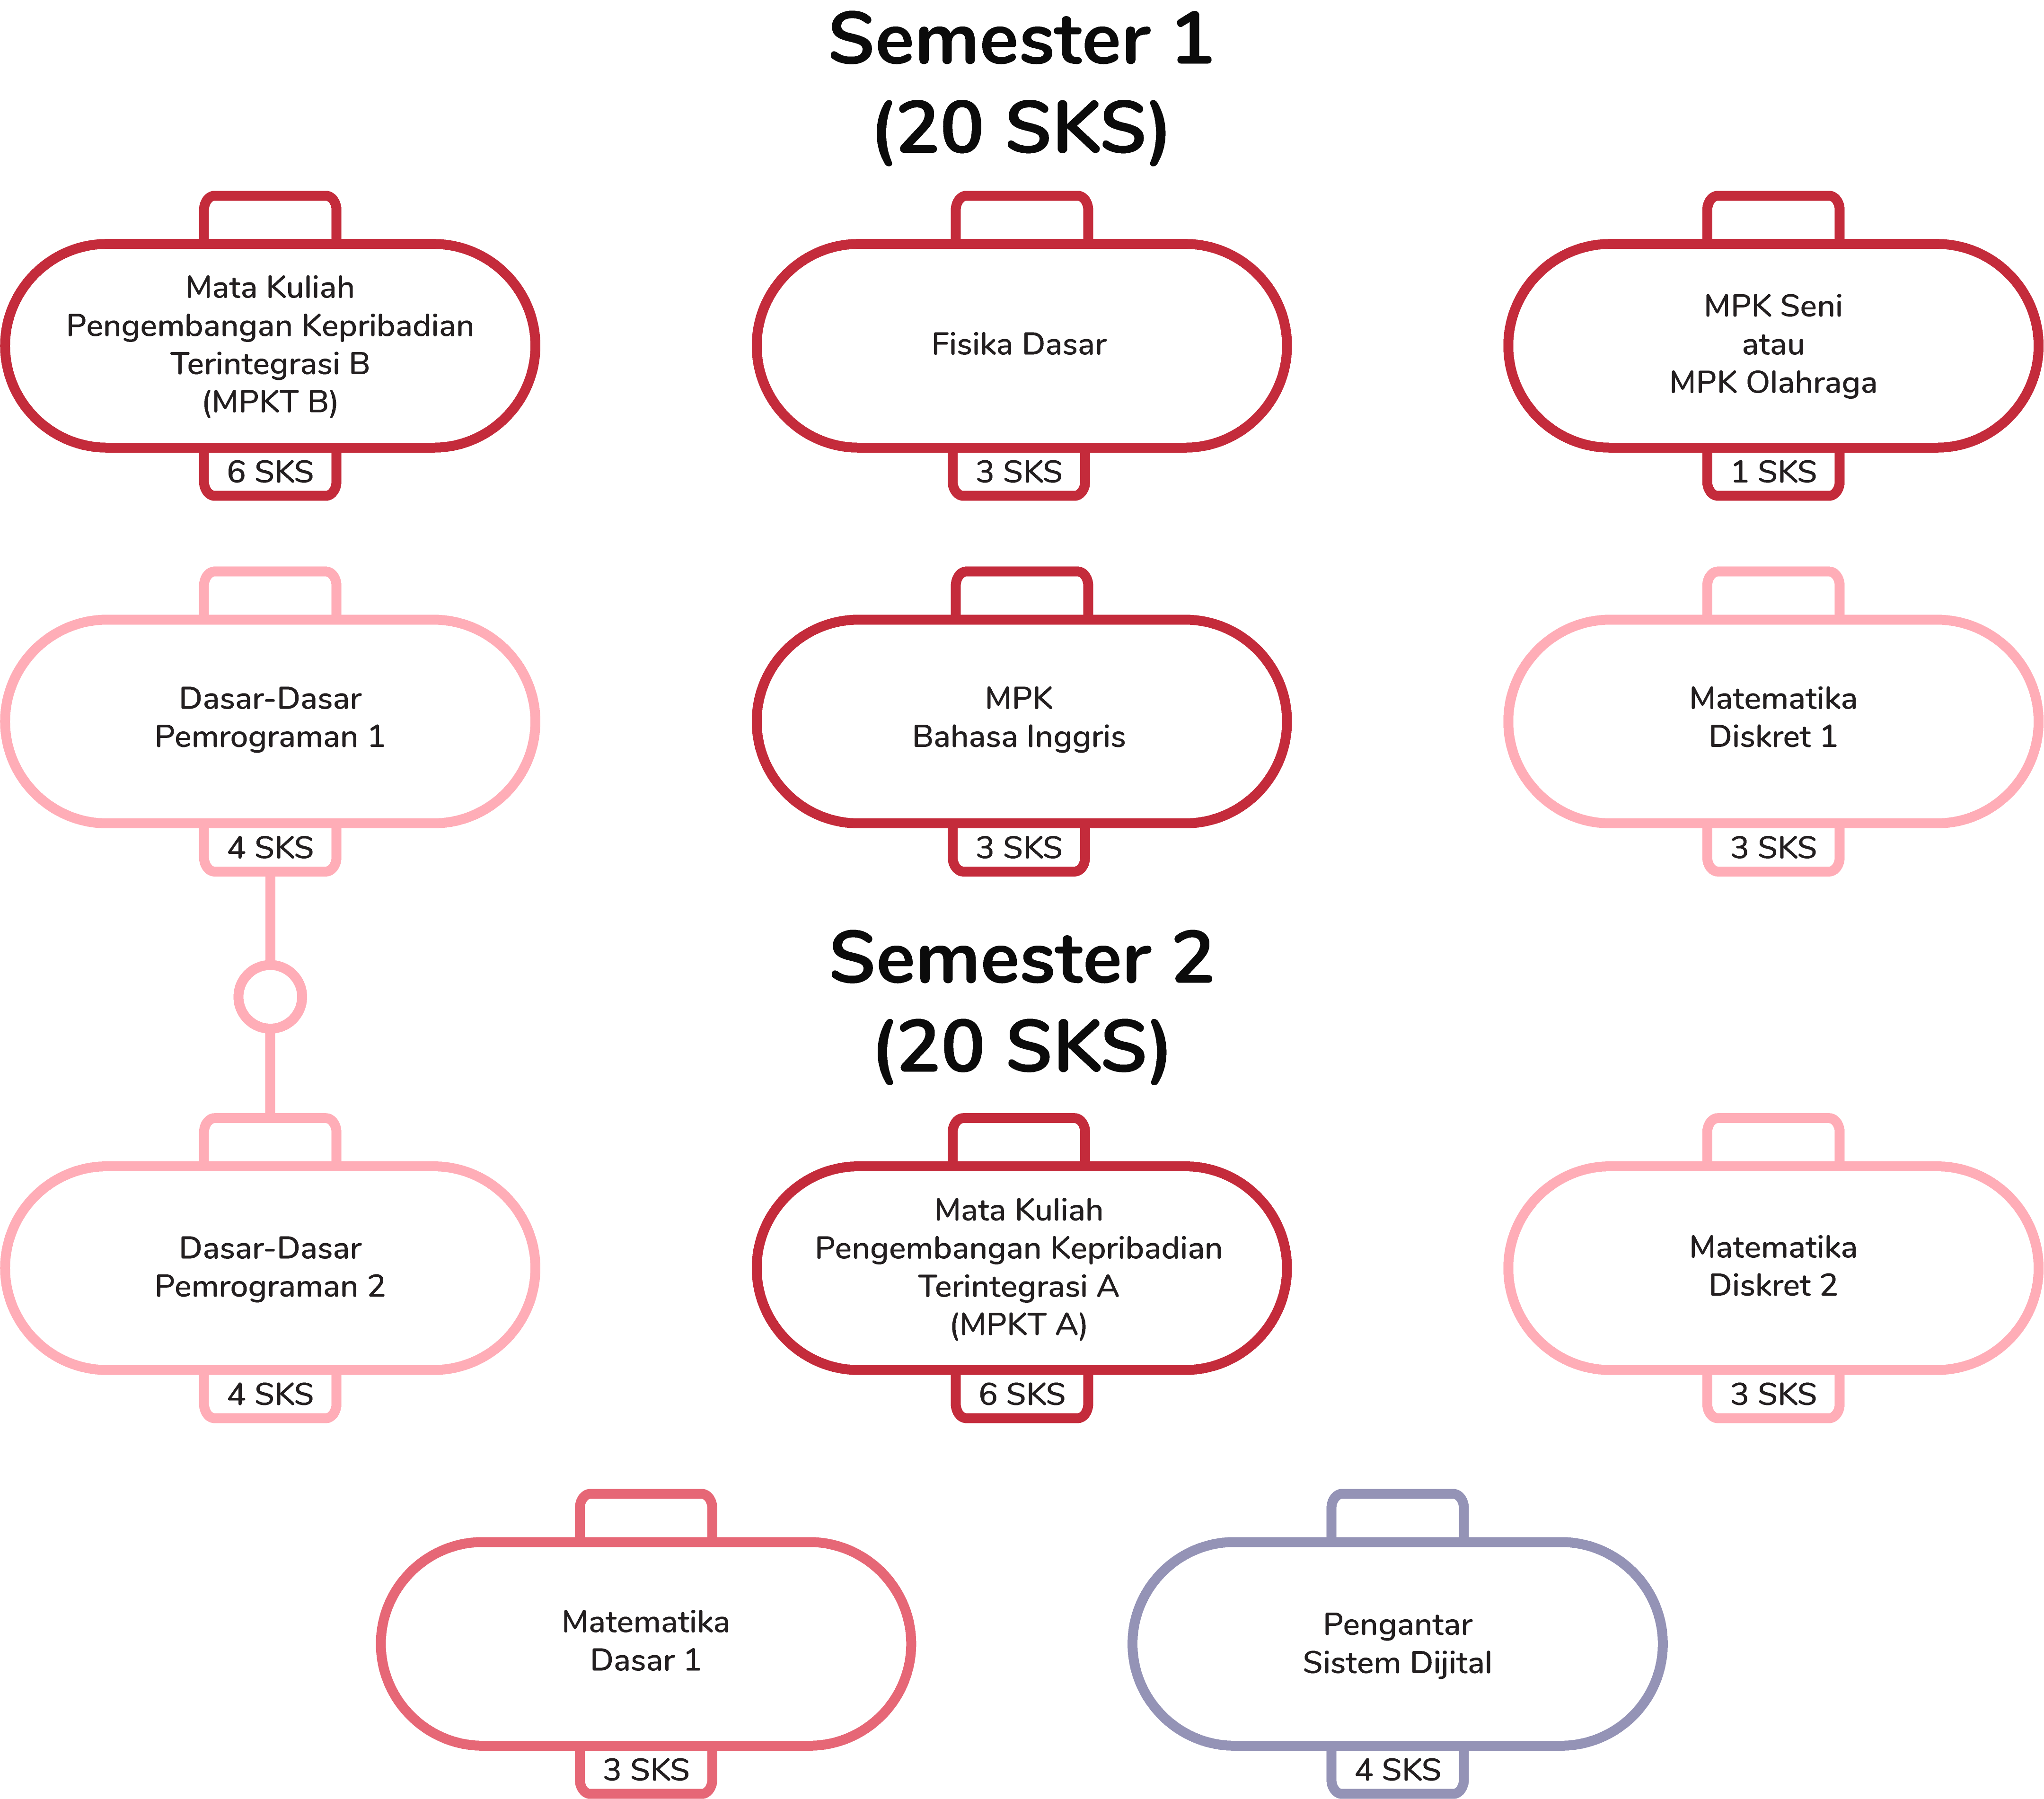 Semester 1
(20 SKS)
Mata Kuliah
Pengembangan Kepribadian
Terintegrasi B
(MPKT B)
6 SKS
Fisika Dasar
3 SKS
MPK Seni
atau
MPK Olahraga
1 SKS
Dasar-Dasar
Pemrograman 1
4 SKS
MPK
Bahasa Inggris
3 SKS
Matematika
Diskret 1
3 SKS
Semester 2
(20 SKS)
Dasar-Dasar
Pemrograman 2
4 SKS
Mata Kuliah
Pengembangan Kepribadian
Terintegrasi A
(MPKT A)
6 SKS
Matematika
Diskret 2
3 SKS
Matematika
Dasar 1
3 SKS
Pengantar
Sistem Dijital
4 SKS